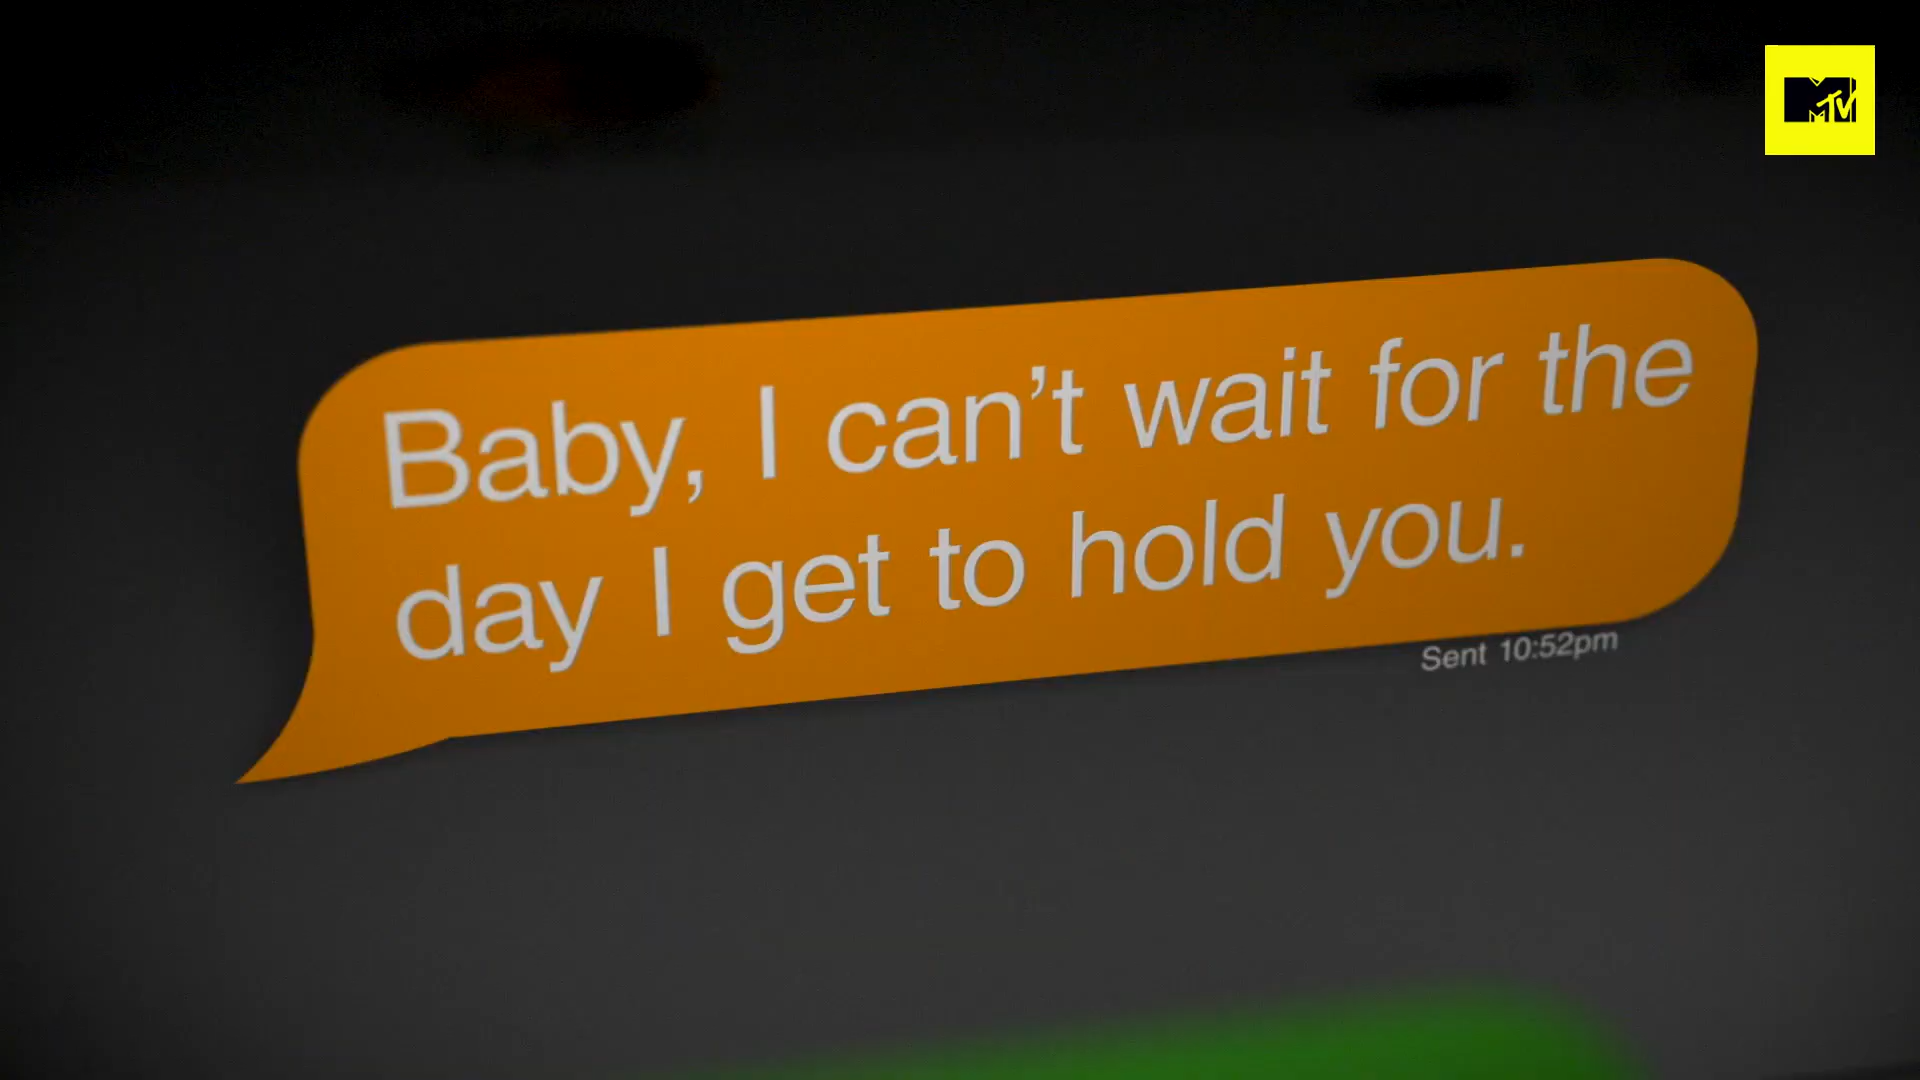 MTV
Baby, I can't wait for the
day I get to hold you.
Sent 10:52pm